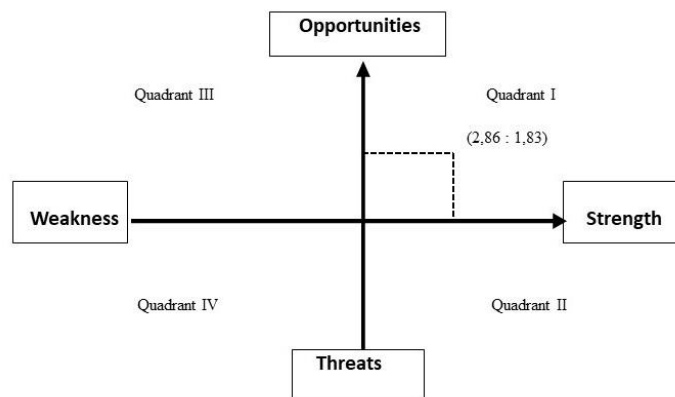 Opportunities
Quadrant III
Quadrant I
(2,86 : 1,83)
Weakness
Strength
Quadrant IV
Quadrant II
Threats